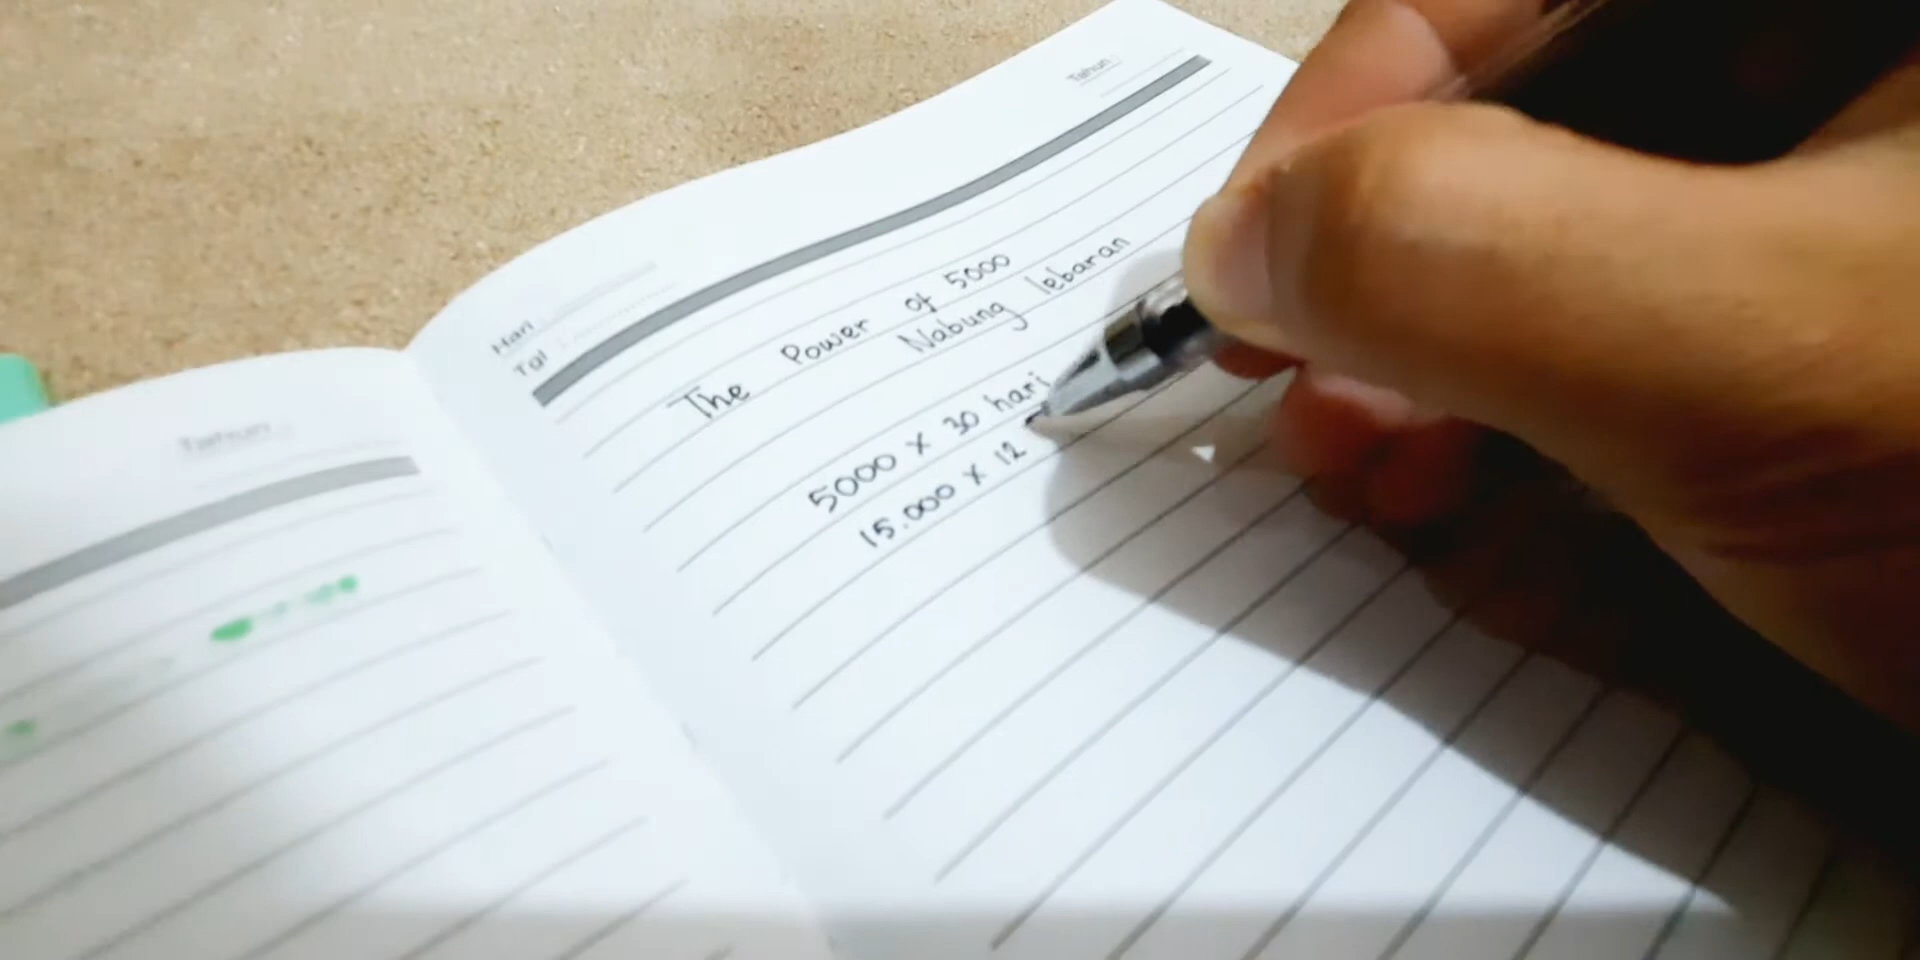 Tahun
Hari
Tgl
The Power of 5000
Nabung lebaran
5000 x 30 hari
15.000 x 12
Tahun